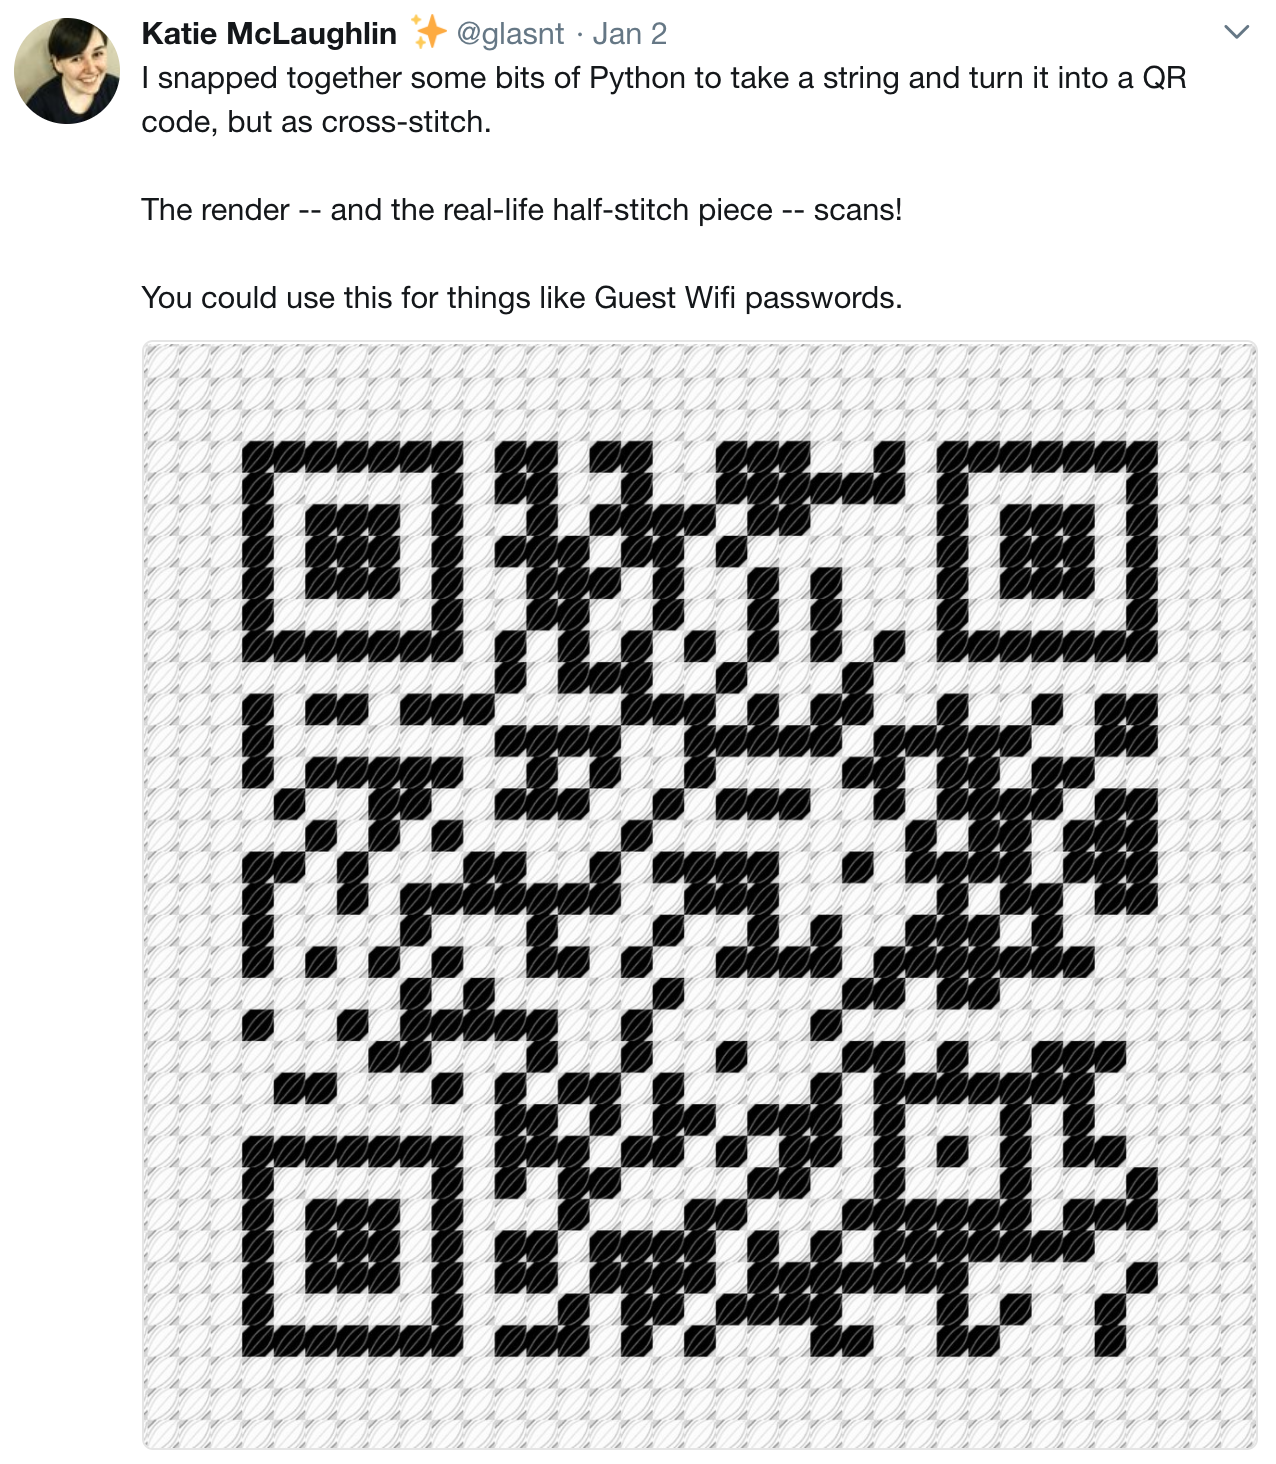 Katie McLaughlin ✨ @glasnt · Jan 2
I snapped together some bits of Python to take a string and turn it into a QR
code, but as cross-stitch.
The render -- and the real-life half-stitch piece -- scans!
You could use this for things like Guest Wifi passwords.